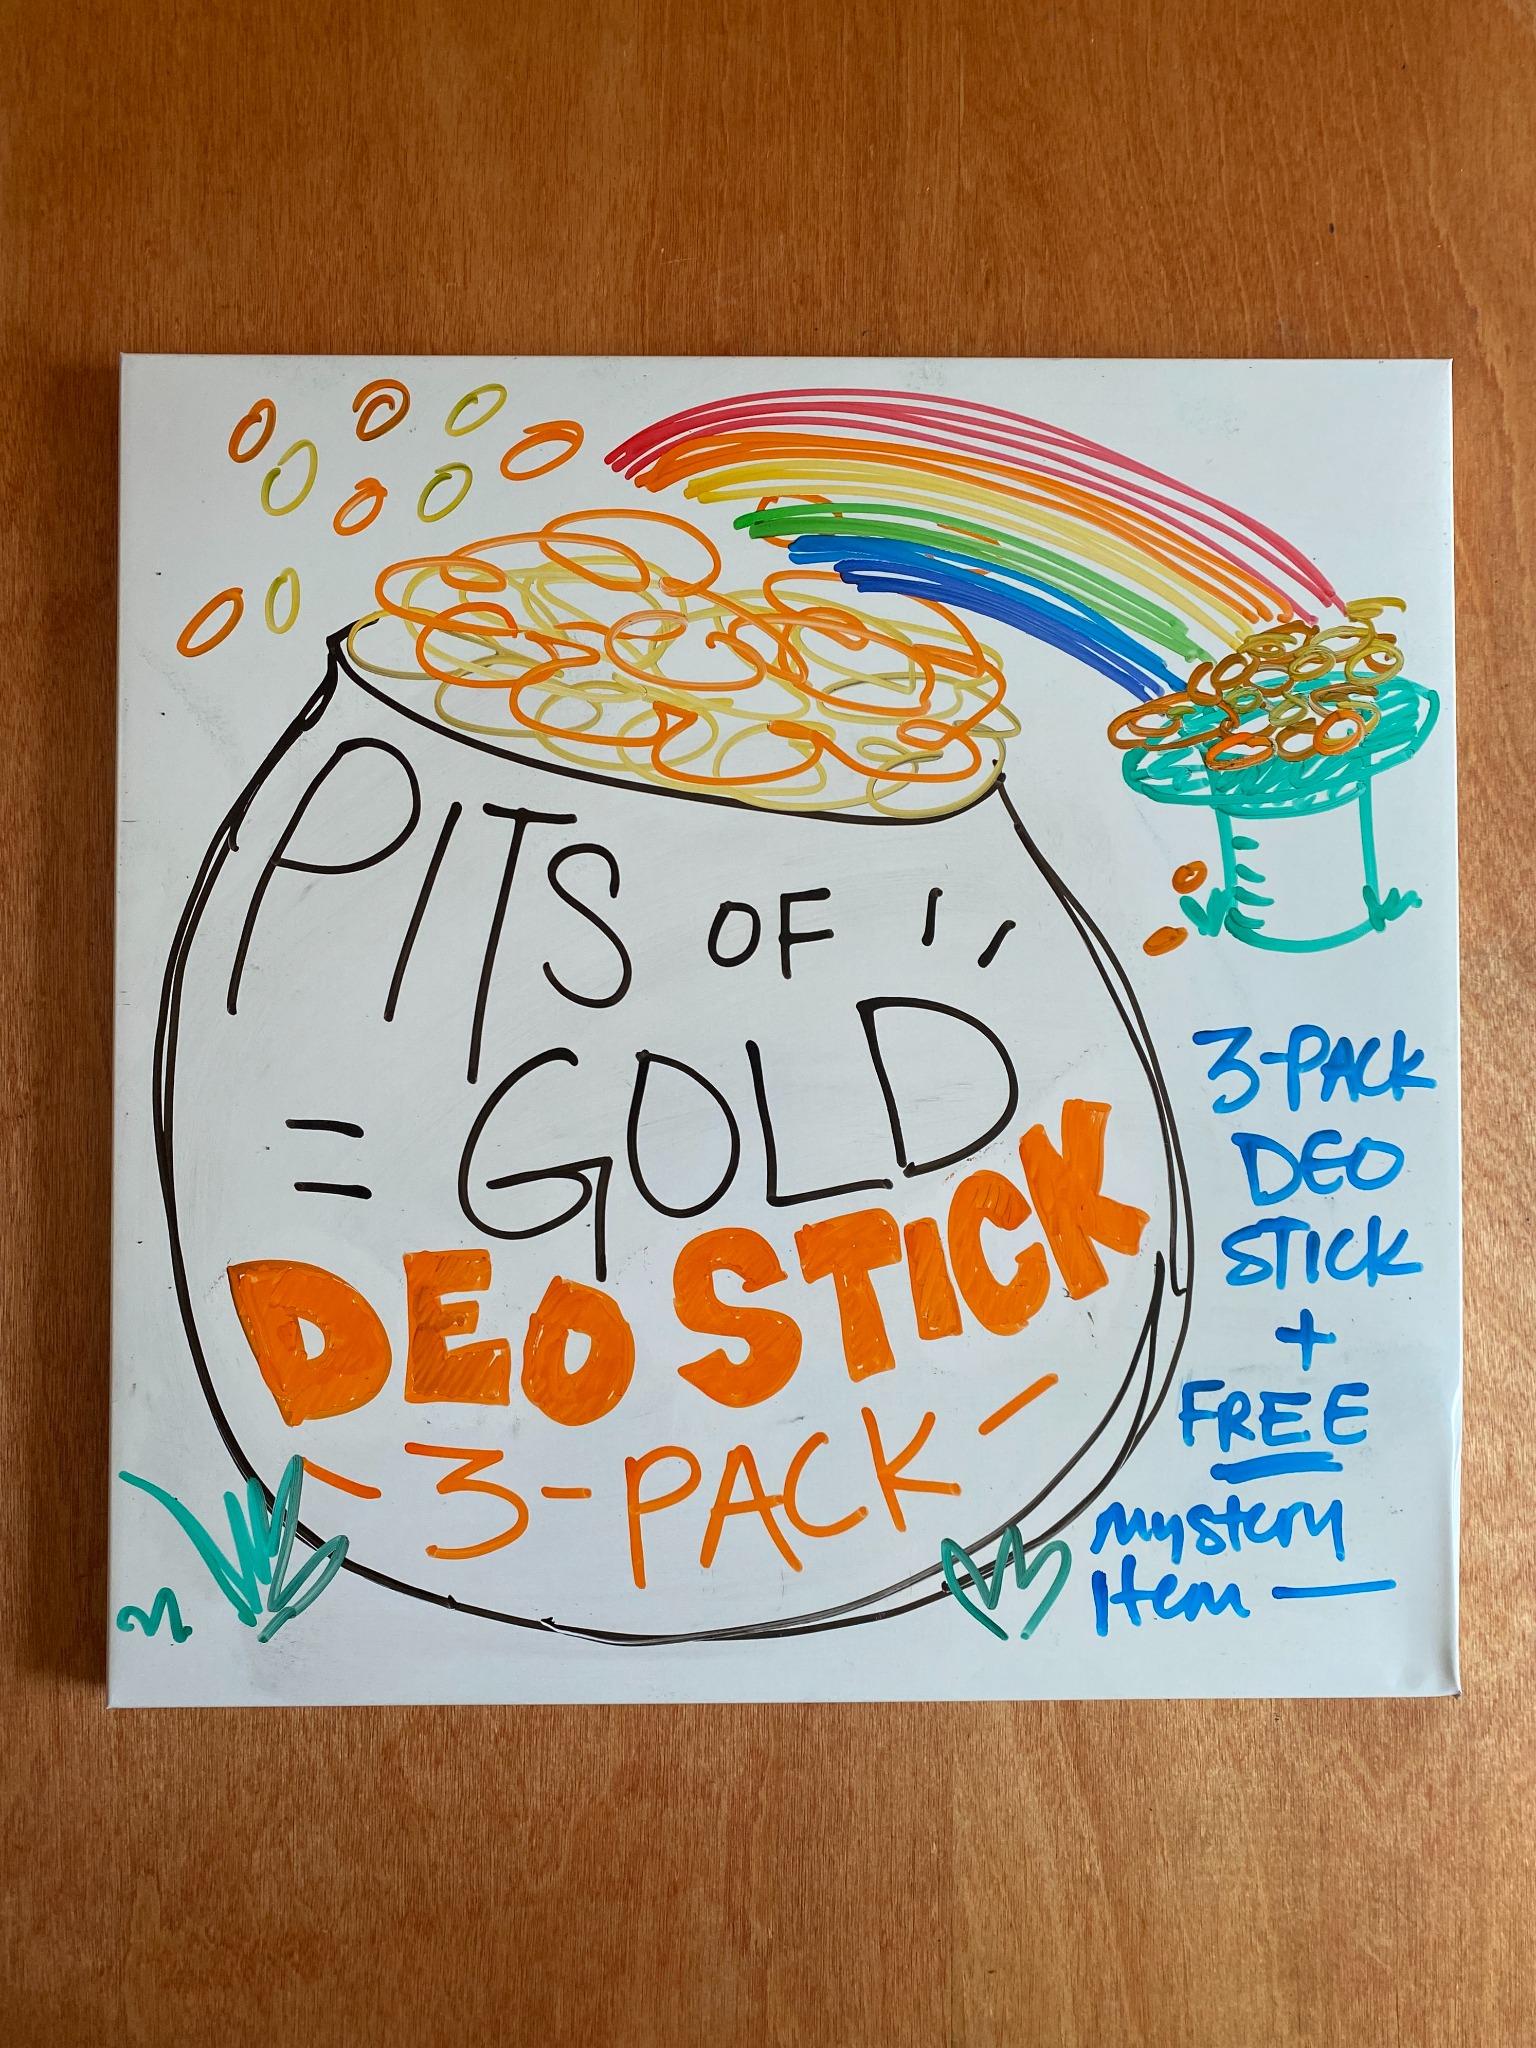 PITS OF
GOLD
DEO STICK
3-PACK
3-PACK
DEO
STICK
+
FREE
mystery
item